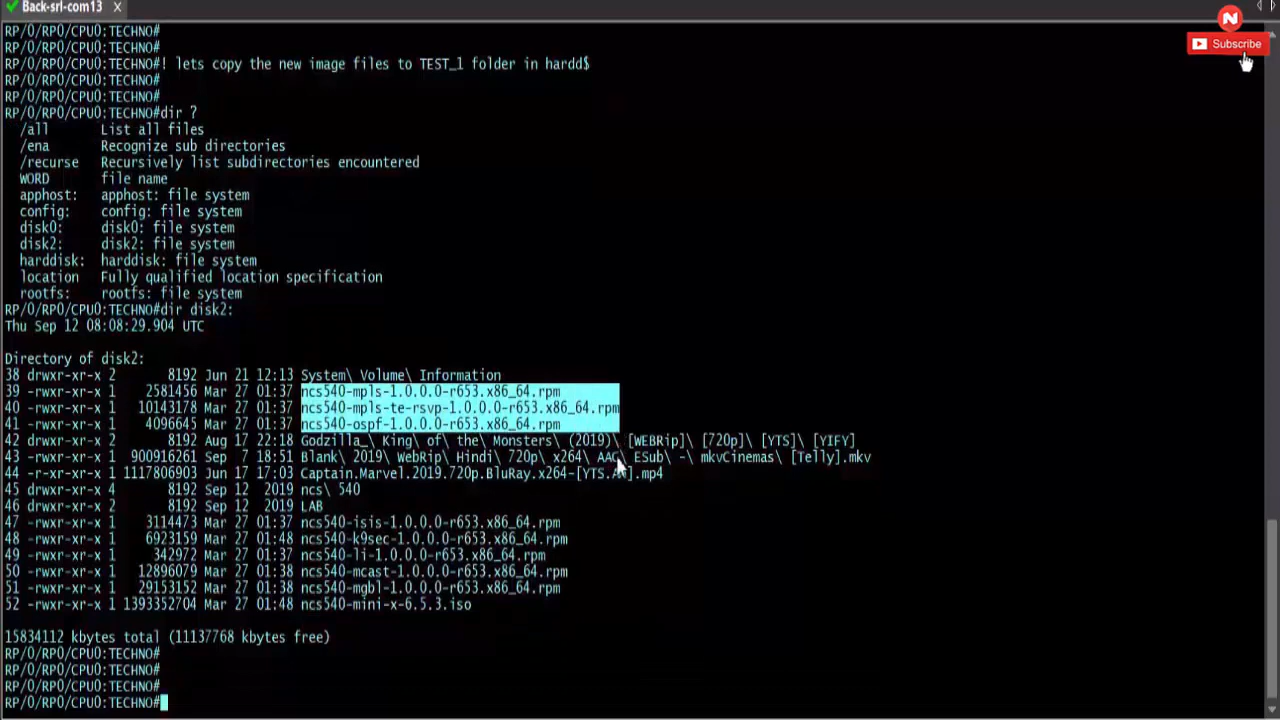 Back-srl-com13 X
N
Subscribe
RP/0/RP0/CPU0:TECHNO#
RP/0/RP0/CPU0:TECHNO#
RP/0/RP0/CPU0:TECHNO#! lets copy the new image files to TEST_1 folder in hardd$
RP/0/RP0/CPU0:TECHNO#
RP/0/RP0/CPU0:TECHNO#
RP/0/RP0/CPU0:TECHNO#dir ?
/all List all files
/ena Recognize sub directories
/recurse Recursively list subdirectories encountered
WORD file name
apphost: apphost: file system
config: config: file system
disk0: disk0: file system
disk2: disk2: file system
harddisk: harddisk: file system
location Fully qualified location specification
rootfs: rootfs: file system
RP/0/RP0/CPU0:TECHNO#dir disk2:
Thu Sep 12 08:08:29.904 UTC
Directory of disk2:
38 drwxr-xr-x 2 8192 Jun 21 12:13 System\ Volume\ Information
39 -rwxr-xr-x 1 2581456 Mar 27 01:37 ncs540-mpls-1.0.0.0-r653.x86_64.rpm
40 -rwxr-xr-x 1 10143178 Mar 27 01:37 ncs540-mpls-te-rsvp-1.0.0.0-r653.x86_64.rpm
41 -rwxr-xr-x 1 4096645 Mar 27 01:37 ncs540-ospf-1.0.0.0-r653.x86_64.rpm
42 drwxr-xr-x 2 8192 Aug 17 22:18 Godzilla_\ King\ of\ the\ Monsters\ (2019)\ [WEBRip]\ [720p]\ [YTS]\ [YIFY]
43 -rwxr-xr-x 1 900916261 Sep 7 18:51 Blank\ 2019\ WebRip\ Hindi\ 720p\ x264\ AAC\ ESub\ -\ mkvCinemas\ [Telly].mkv
44 -r-xr-xr-x 1 1117806903 Jun 17 17:03 Captain.Marvel.2019.720p.BluRay.x264-[YTS.A].mp4
45 drwxr-xr-x 4 8192 Sep 12 2019 ncs\ 540
46 drwxr-xr-x 2 8192 Sep 12 2019 LAB
47 -rwxr-xr-x 1 3114473 Mar 27 01:37 ncs540-isis-1.0.0.0-r653.x86_64.rpm
48 -rwxr-xr-x 1 6923159 Mar 27 01:48 ncs540-k9sec-1.0.0.0-r653.x86_64.rpm
49 -rwxr-xr-x 1 342972 Mar 27 01:37 ncs540-li-1.0.0.0-r653.x86_64.rpm
50 -rwxr-xr-x 1 12896079 Mar 27 01:38 ncs540-mcast-1.0.0.0-r653.x86_64.rpm
51 -rwxr-xr-x 1 29153152 Mar 27 01:38 ncs540-mgbl-1.0.0.0-r653.x86_64.rpm
52 -rwxr-xr-x 1 1393352704 Mar 27 01:48 ncs540-mini-x-6.5.3.iso
15834112 kbytes total (11137768 kbytes free)
RP/0/RP0/CPU0:TECHNO#
RP/0/RP0/CPU0:TECHNO#
RP/0/RP0/CPU0:TECHNO#
RP/0/RP0/CPU0:TECHNO#